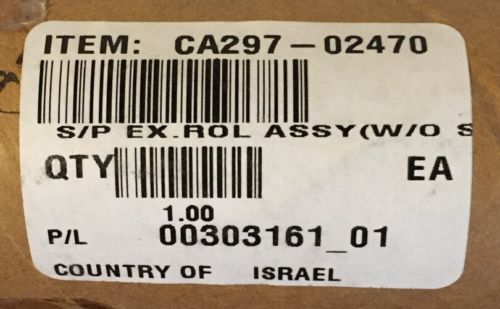 ITEM: CA297-02470
S/P EX.ROL ASSY(W/O S
QTY EA
1.00
P/L 00303161_01
COUNTRY OF ISRAEL